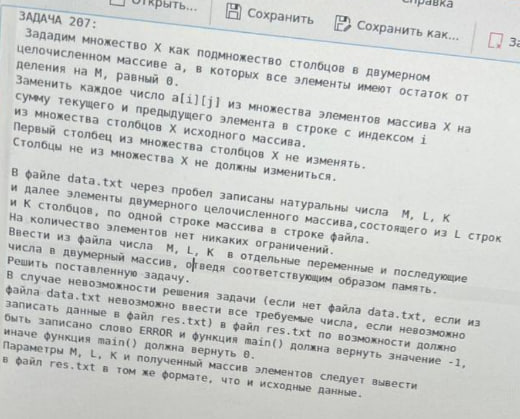 Открыть...
Сохранить
Сохранить как...
Справка
ЗАДАЧА 207:
Зададим множество X как подмножество столбцов в двумерном
целочисленном массиве a, в которых все элементы имеют остаток от
деления на M, равный 0.
Заменить каждое число a[i][j] из множества элементов массива X на
сумму текущего и предыдущего элемента в строке с индексом i
из множества столбцов X исходного массива.
Первый столбец из множества столбцов X не изменять.
Столбцы не из множества X не должны измениться.
В файле data.txt через пробел записаны натуральны числа M, L, K
и далее элементы двумерного целочисленного массива,состоящего из L строк
и K столбцов, по одной строке массива в строке файла.
На количество элементов нет никаких ограничений.
Ввести из файла числа M, L, K в отдельные переменные и последующие
числа в двумерный массив, отведя соответствующим образом память.
Решить поставленную задачу.
В случае невозможности решения задачи (если нет файла data.txt, если из
файла data.txt невозможно ввести все требуемые числа, если невозможно
записать данные в файл res.txt) в файл res.txt по возможности должно
быть записано слово ERROR и функция main() должна вернуть значение -1,
иначе функция main() должна вернуть 0.
Параметры M, L, K и полученный массив элементов следует вывести
в файл res.txt в том же формате, что и исходные данные.